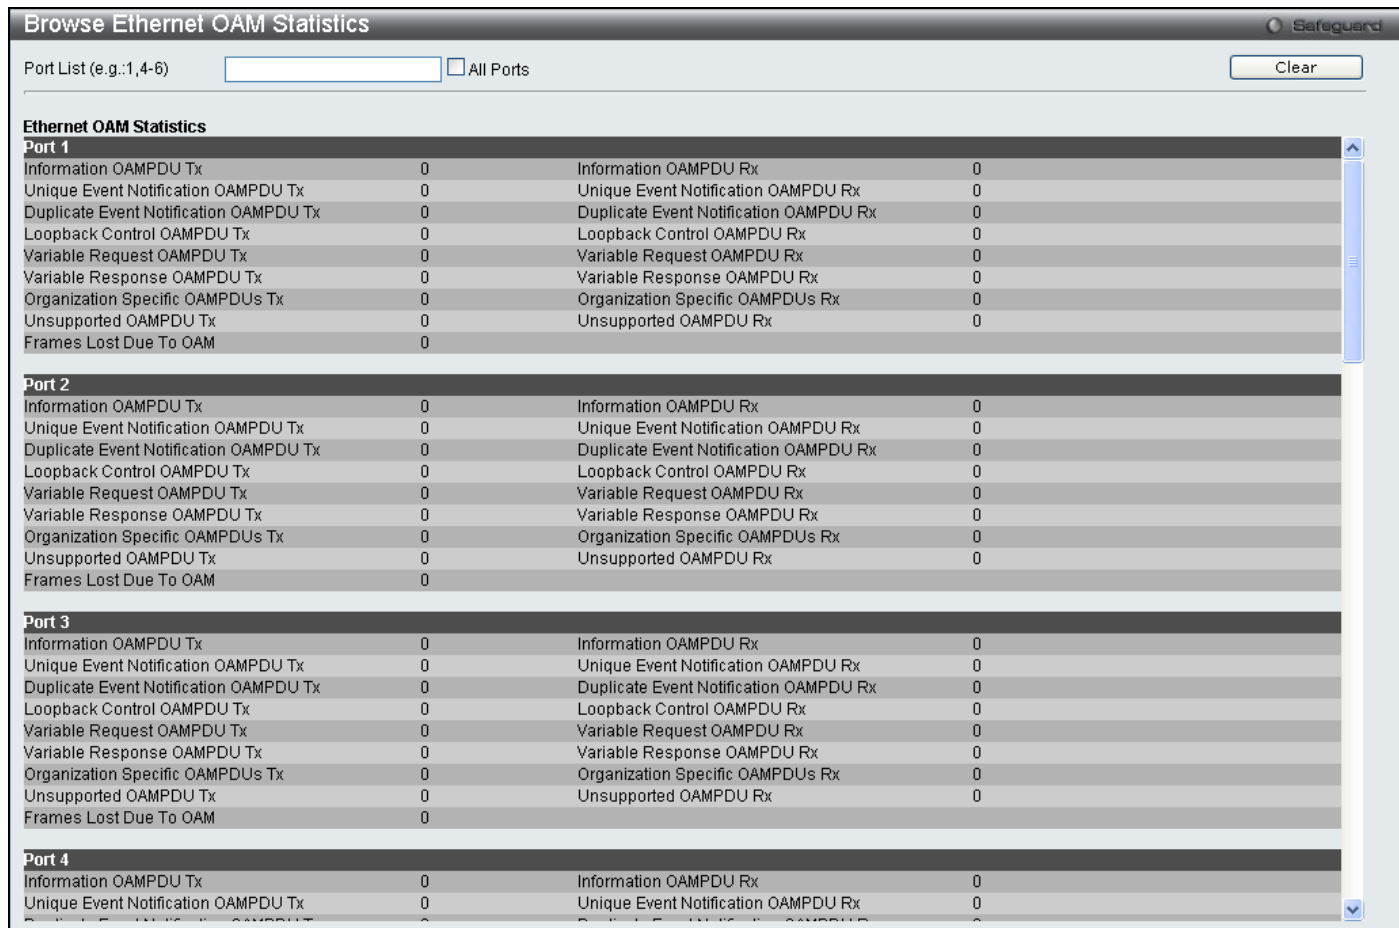 Browse Ethernet OAM Statistics
Safeguard
Port List (e.g.:1,4-6) All Ports Clear
Ethernet OAM Statistics
Port 1
Information OAMPDU Tx 0 Information OAMPDU Rx 0
Unique Event Notification OAMPDU Tx 0 Unique Event Notification OAMPDU Rx 0
Duplicate Event Notification OAMPDU Tx 0 Duplicate Event Notification OAMPDU Rx 0
Loopback Control OAMPDU Tx 0 Loopback Control OAMPDU Rx 0
Variable Request OAMPDU Tx 0 Variable Request OAMPDU Rx 0
Variable Response OAMPDU Tx 0 Variable Response OAMPDU Rx 0
Organization Specific OAMPDUs Tx 0 Organization Specific OAMPDUs Rx 0
Unsupported OAMPDU Tx 0 Unsupported OAMPDU Rx 0
Frames Lost Due To OAM 0
Port 2
Information OAMPDU Tx 0 Information OAMPDU Rx 0
Unique Event Notification OAMPDU Tx 0 Unique Event Notification OAMPDU Rx 0
Duplicate Event Notification OAMPDU Tx 0 Duplicate Event Notification OAMPDU Rx 0
Loopback Control OAMPDU Tx 0 Loopback Control OAMPDU Rx 0
Variable Request OAMPDU Tx 0 Variable Request OAMPDU Rx 0
Variable Response OAMPDU Tx 0 Variable Response OAMPDU Rx 0
Organization Specific OAMPDUs Tx 0 Organization Specific OAMPDUs Rx 0
Unsupported OAMPDU Tx 0 Unsupported OAMPDU Rx 0
Frames Lost Due To OAM 0
Port 3
Information OAMPDU Tx 0 Information OAMPDU Rx 0
Unique Event Notification OAMPDU Tx 0 Unique Event Notification OAMPDU Rx 0
Duplicate Event Notification OAMPDU Tx 0 Duplicate Event Notification OAMPDU Rx 0
Loopback Control OAMPDU Tx 0 Loopback Control OAMPDU Rx 0
Variable Request OAMPDU Tx 0 Variable Request OAMPDU Rx 0
Variable Response OAMPDU Tx 0 Variable Response OAMPDU Rx 0
Organization Specific OAMPDUs Tx 0 Organization Specific OAMPDUs Rx 0
Unsupported OAMPDU Tx 0 Unsupported OAMPDU Rx 0
Frames Lost Due To OAM 0
Port 4
Information OAMPDU Tx 0 Information OAMPDU Rx 0
Unique Event Notification OAMPDU Tx 0 Unique Event Notification OAMPDU Rx 0